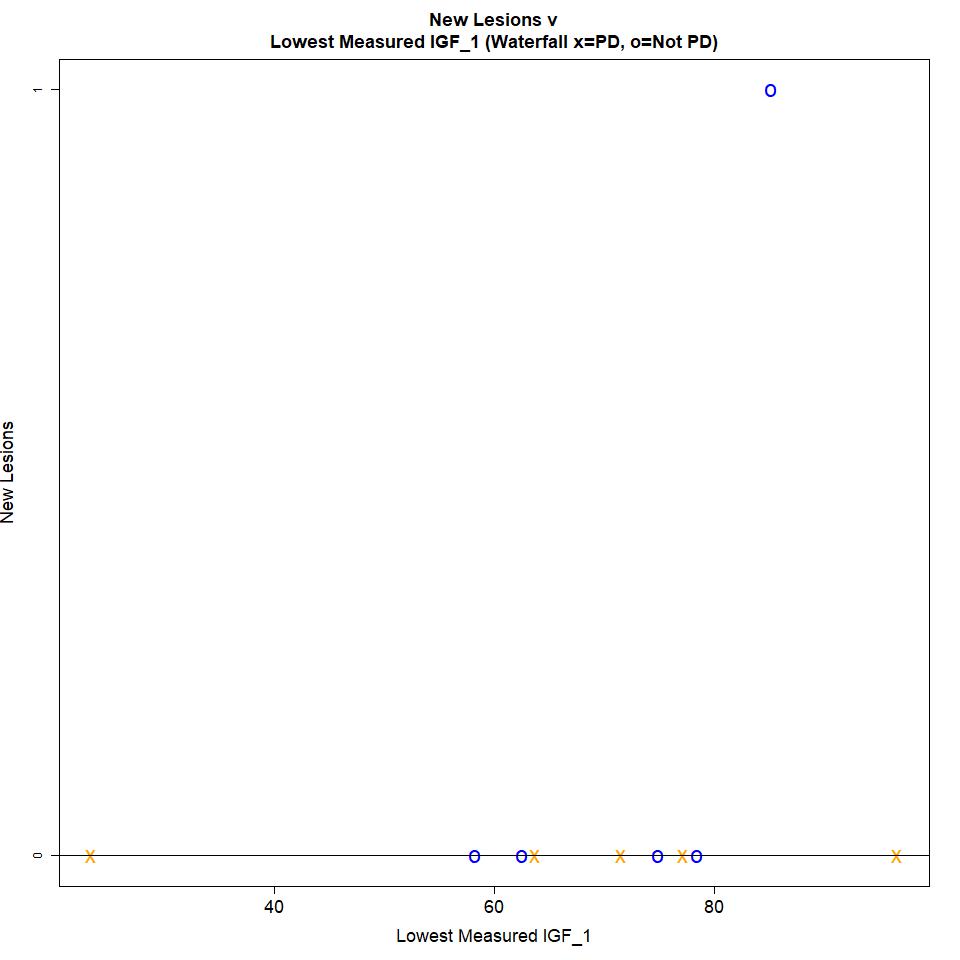 New Lesions v
Lowest Measured IGF_1 (Waterfall x=PD, o=Not PD)
1
New Lesions
0
40 60 80
Lowest Measured IGF_1